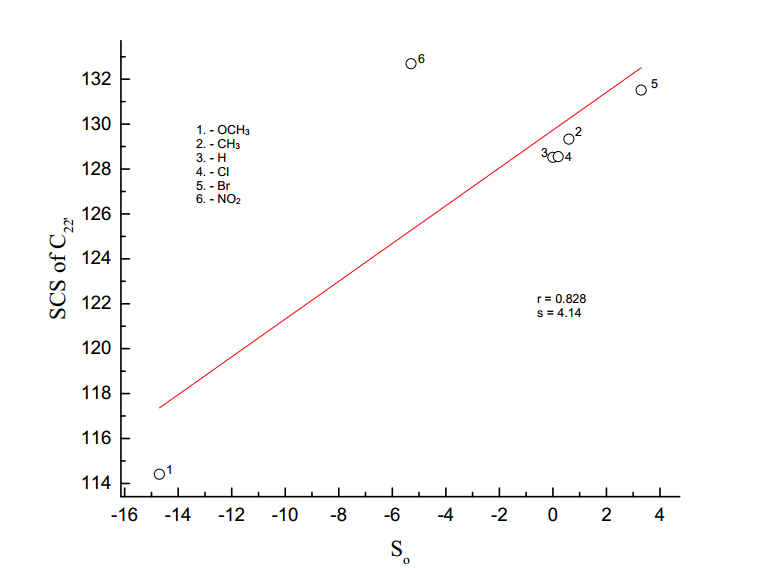 132
130
128
126
124
122
120
118
116
114
SCS of C₂₂'
6
5
2
3
4
1
1. - OCH₃
2. - CH₃
3. - H
4. - Cl
5. - Br
6. - NO₂
r = 0.828
s = 4.14
-16 -14 -12 -10 -8 -6 -4 -2 0 2 4
Sₒ